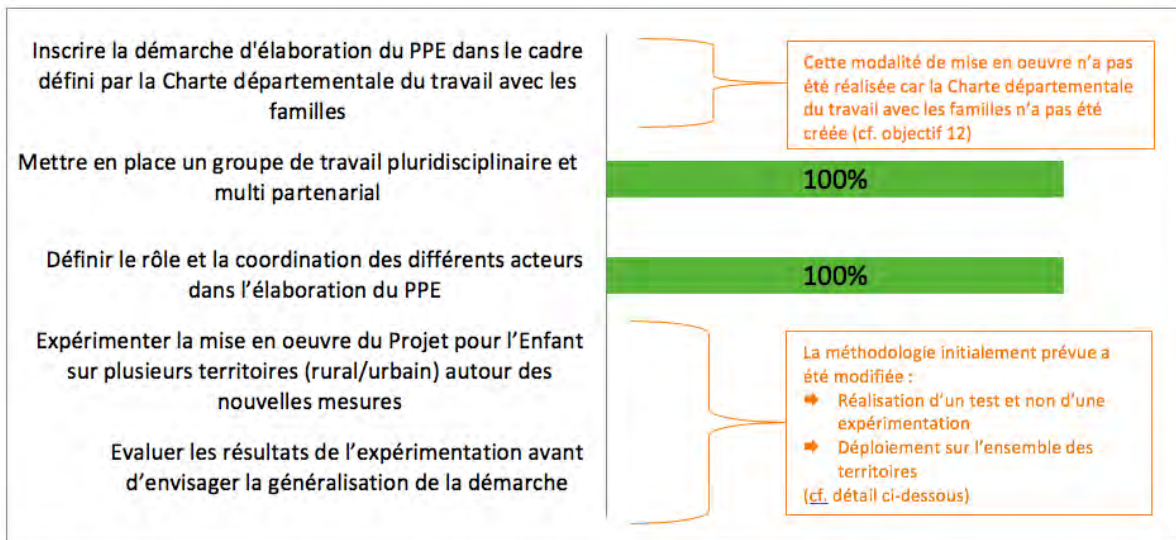 Inscrire la démarche d'élaboration du PPE dans le cadre
défini par la Charte départementale du travail avec les
familles
Cette modalité de mise en oeuvre n'a pas
été réalisée car la Charte départementale
du travail avec les familles n'a pas été
créée (cf. objectif 12)
Mettre en place un groupe de travail pluridisciplinaire et
multi partenarial
100%
Définir le rôle et la coordination des différents acteurs
dans l'élaboration du PPE
100%
Expérimenter la mise en oeuvre du Projet pour l'Enfant
sur plusieurs territoires (rural/urbain) autour des
nouvelles mesures
Evaluer les résultats de l'expérimentation avant
d'envisager la généralisation de la démarche
La méthodologie initialement prévue a
été modifiée :
Réalisation d'un test et non d'une
expérimentation
Déploiement sur l'ensemble des
territoires
(cf. détail ci-dessous)